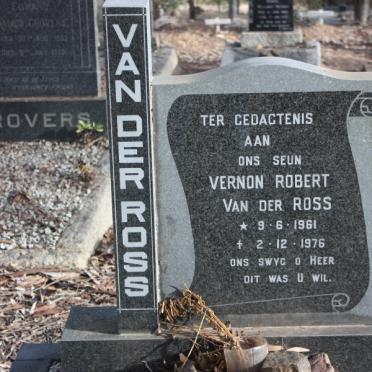 VAN DER ROSS
TER GEDAGTENIS
AAN
ONS SEUN
VERNON ROBERT
VAN DER ROSS
★ 9·6·1961
✝ 2·12·1976
ONS SWYG O HEER
DIT WAS U WIL.
ROVERS